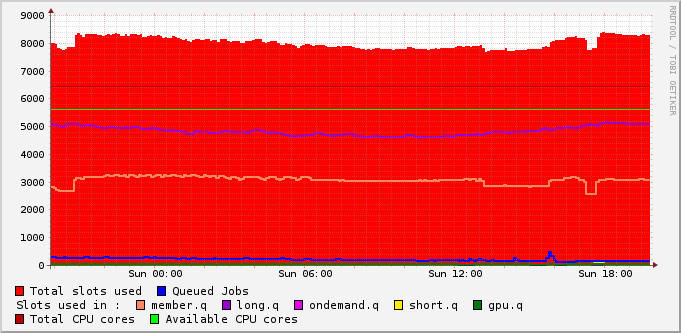 9000
8000
7000
6000
5000
4000
3000
2000
1000
0
Sun 00:00 Sun 06:00 Sun 12:00 Sun 18:00
RRDTOOL / TOBI OETIKER
Total slots used Queued Jobs
Slots used in : member.q long.q ondemand.q short.q gpu.q
Total CPU cores Available CPU cores